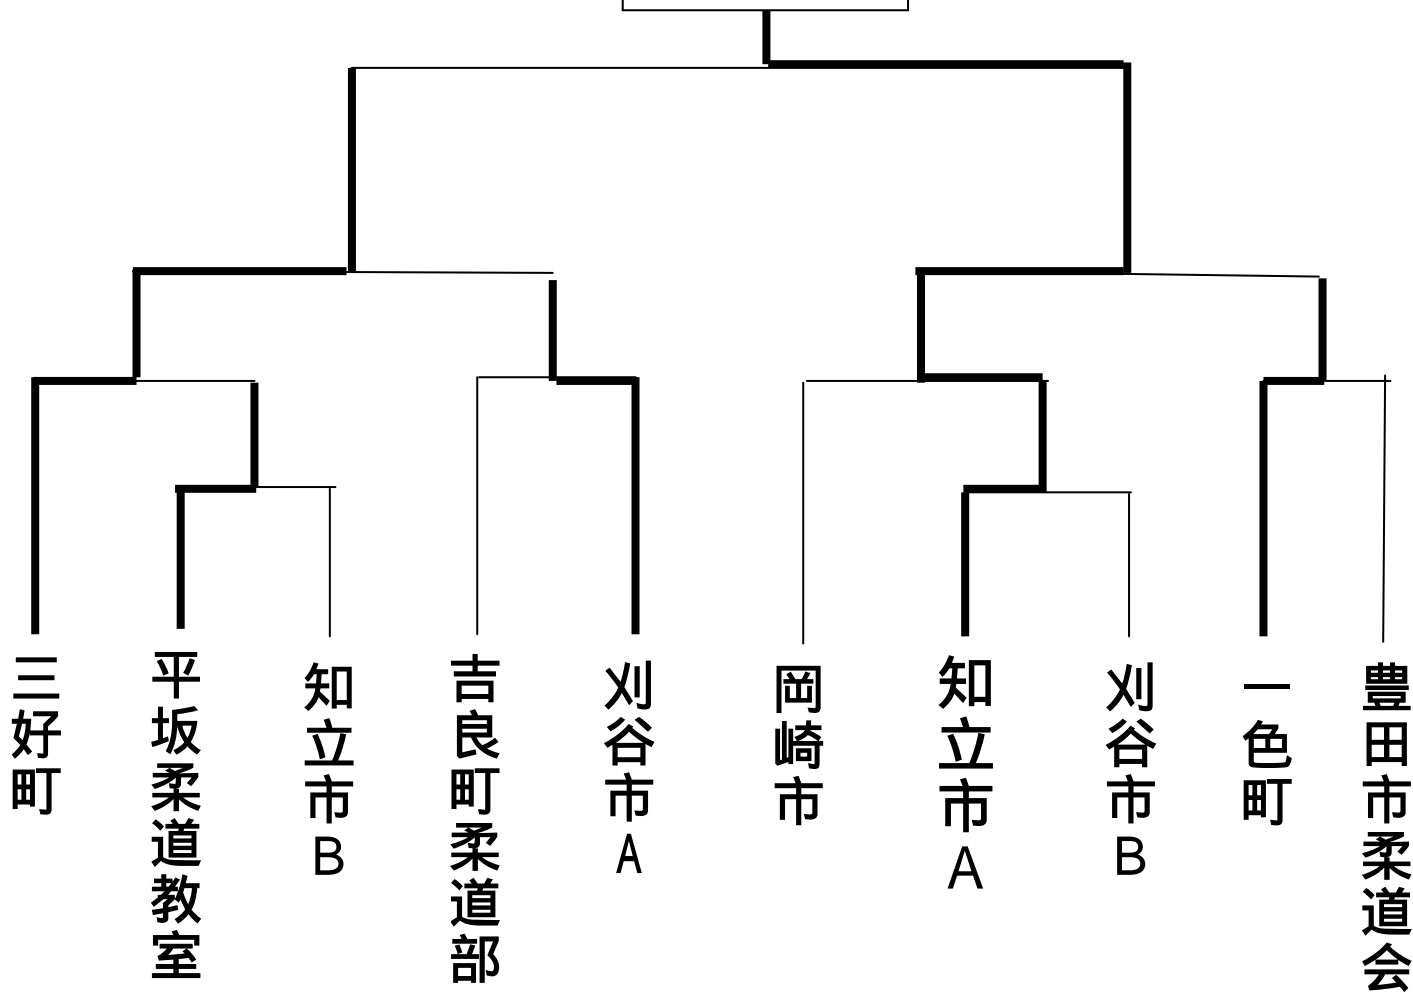 三好町
平坂柔道教室
知立市B
吉良町柔道部
刈谷市A
岡崎市
知立市A
刈谷市B
一色町
豊田市柔道会